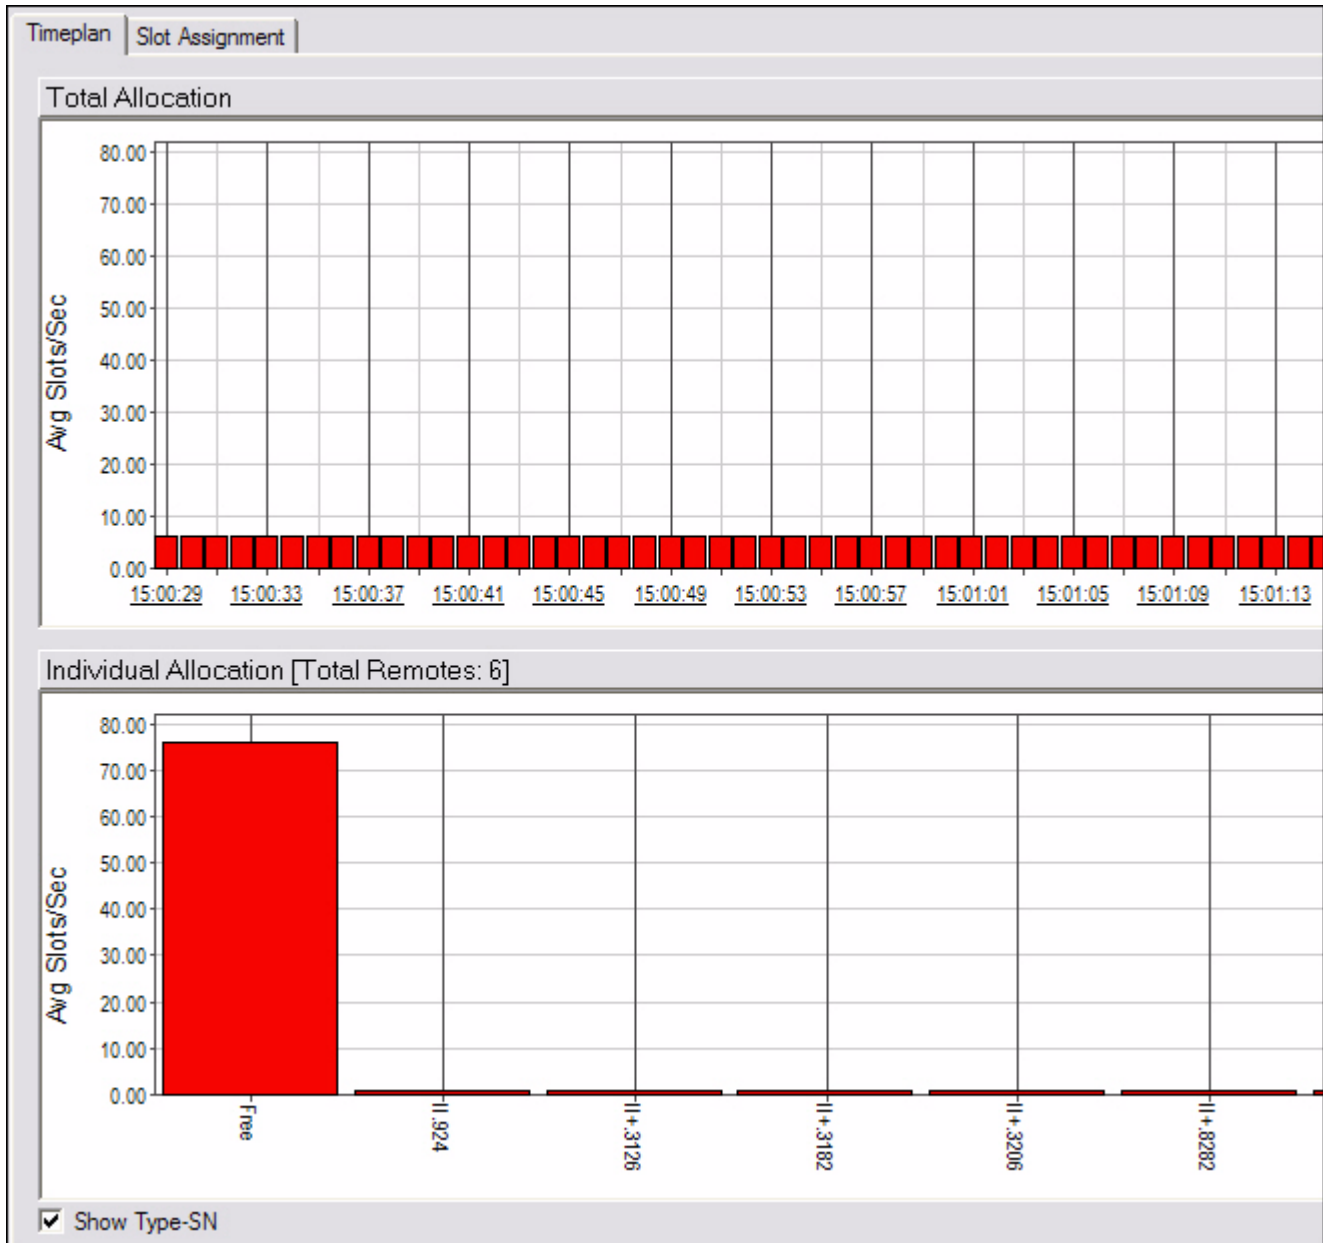 Timeplan
Slot Assignment
Total Allocation
Avg Slots/Sec
80.00
70.00
60.00
50.00
40.00
30.00
20.00
10.00
0.00
15:00:29 15:00:33 15:00:37 15:00:41 15:00:45 15:00:49 15:00:53 15:00:57 15:01:01 15:01:05 15:01:09 15:01:13
Individual Allocation [Total Remotes: 6]
Avg Slots/Sec
80.00
70.00
60.00
50.00
40.00
30.00
20.00
10.00
0.00
Free
II .924
II+.3126
II+.3182
II+.3206
II+.8282
Show Type-SN